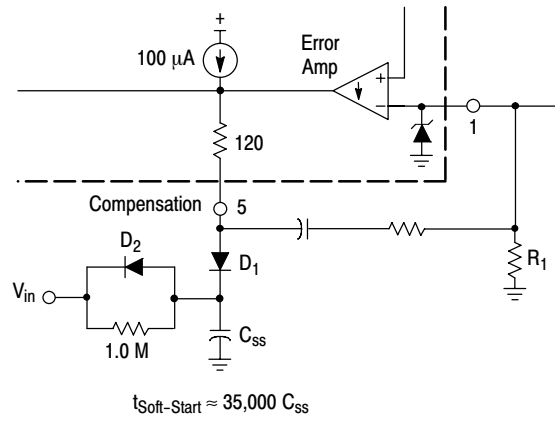 +
100 μA
Error
Amp
+
−
1
120
Compensation
5
D2
D1
R1
Vin
1.0 M
Css
tSoft−Start ≈ 35,000 Css